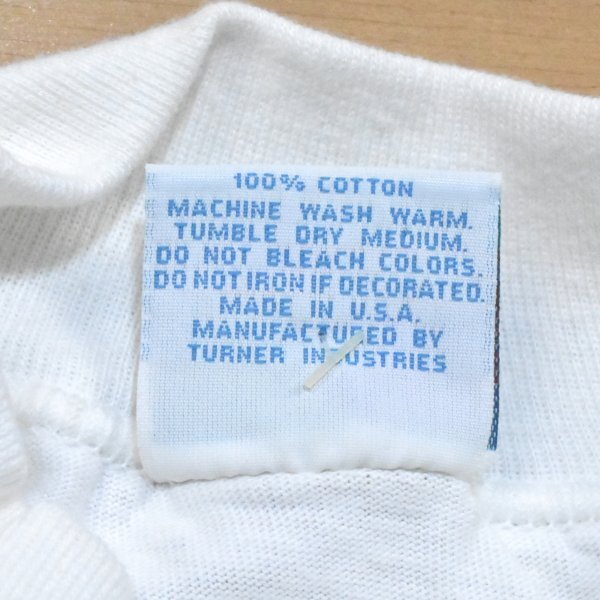 100% COTTON
MACHINE WASH WARM.
TUMBLE DRY MEDIUM.
DO NOT BLEACH COLORS.
DO NOT IRON IF DECORATED.
MADE IN U.S.A.
MANUFACTURED BY
TURNER INDUSTRIES